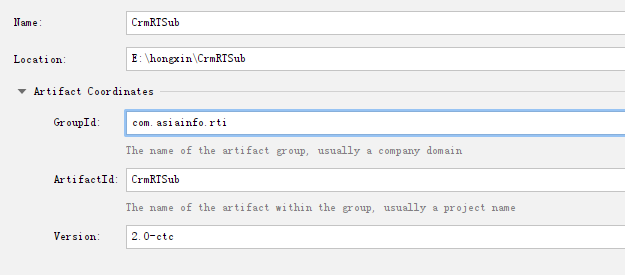 Name: CrmRTSub
Location: E:\hongxin\CrmRTSub
Artifact Coordinates
GroupId: com.asiainfo.rti
The name of the artifact group, usually a company domain
ArtifactId: CrmRTSub
The name of the artifact within the group, usually a project name
Version: 2.0-ctc